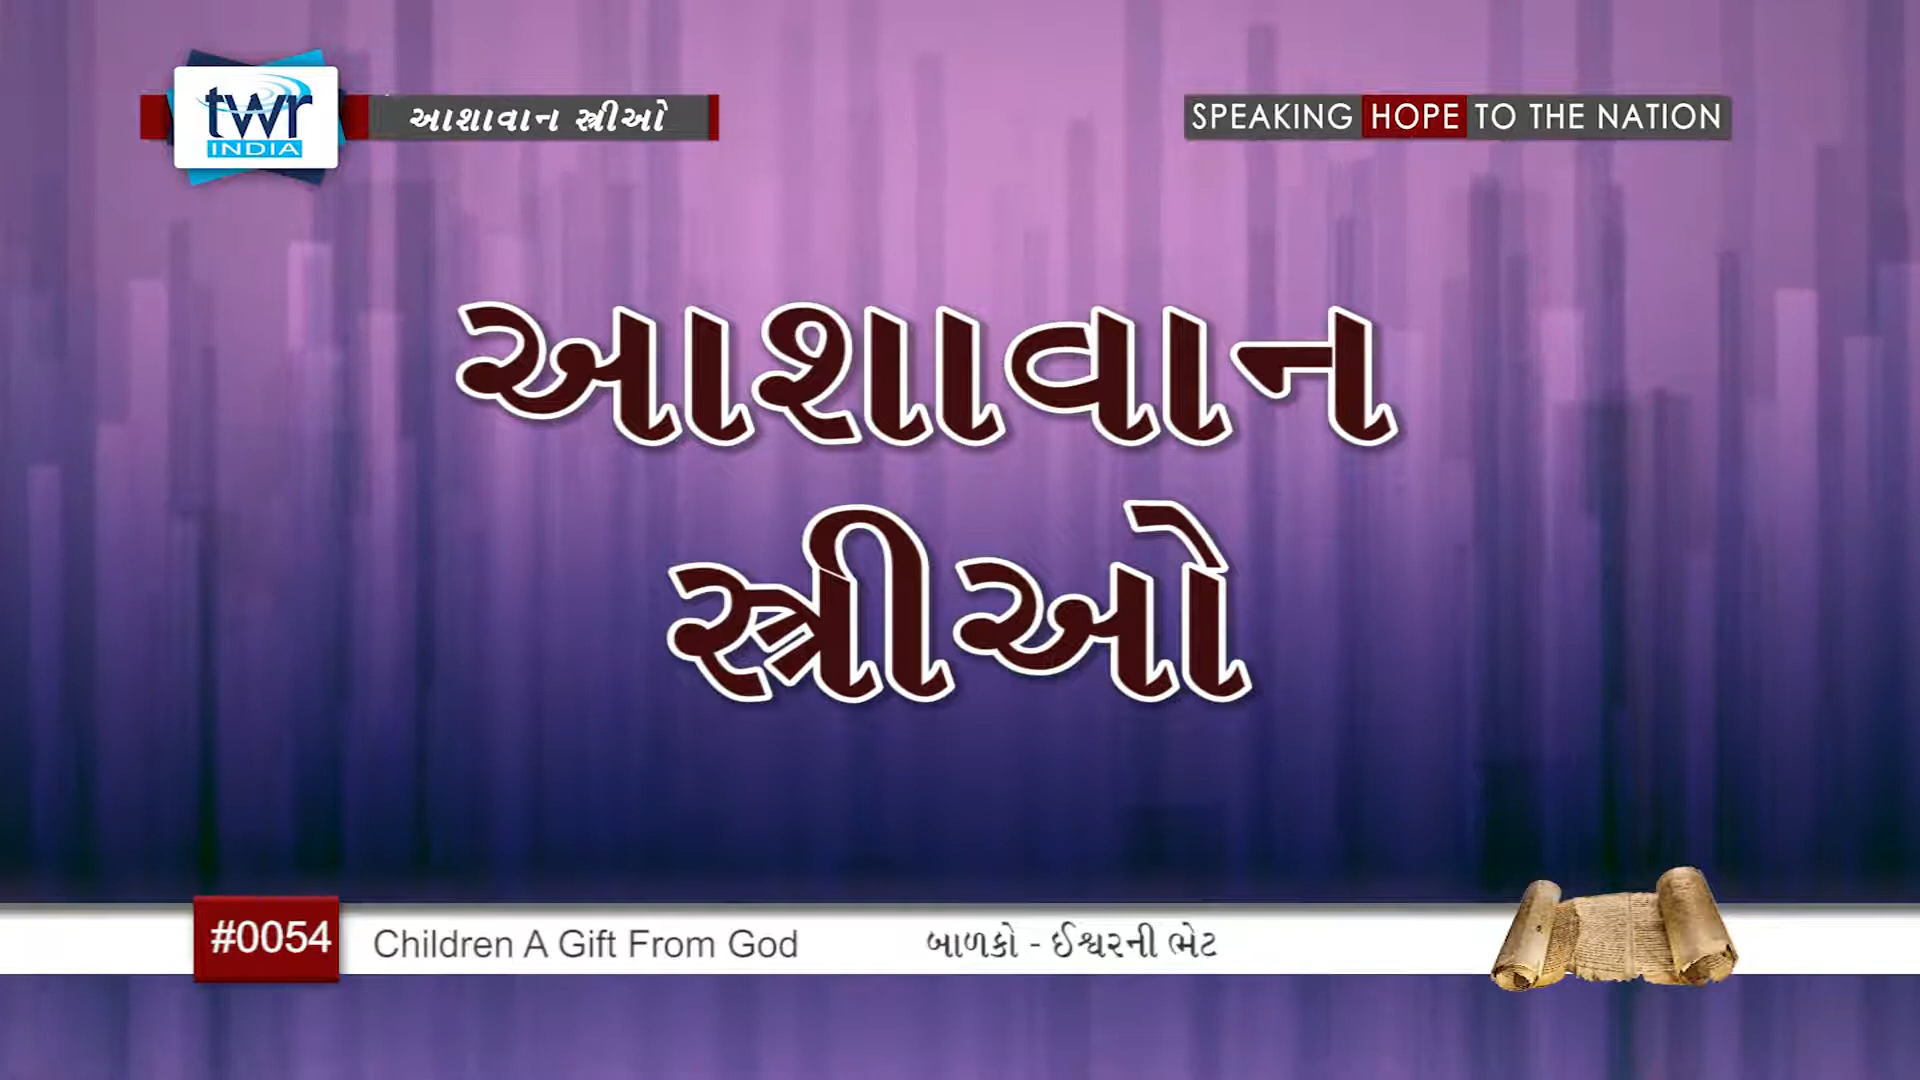 twr
INDIA
આશાવાન સ્ત્રીઓ
SPEAKING HOPE TO THE NATION
આશાવાન
સ્ત્રીઓ
#0054
Children A Gift From God
બાળકો - ઈશ્વરની ભેટ